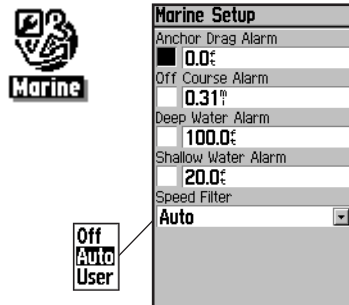 Marine
Marine Setup
Anchor Drag Alarm
0.0ft
Off Course Alarm
0.31mi
Deep Water Alarm
100.0ft
Shallow Water Alarm
20.0ft
Speed Filter
Auto
Off
Auto
User